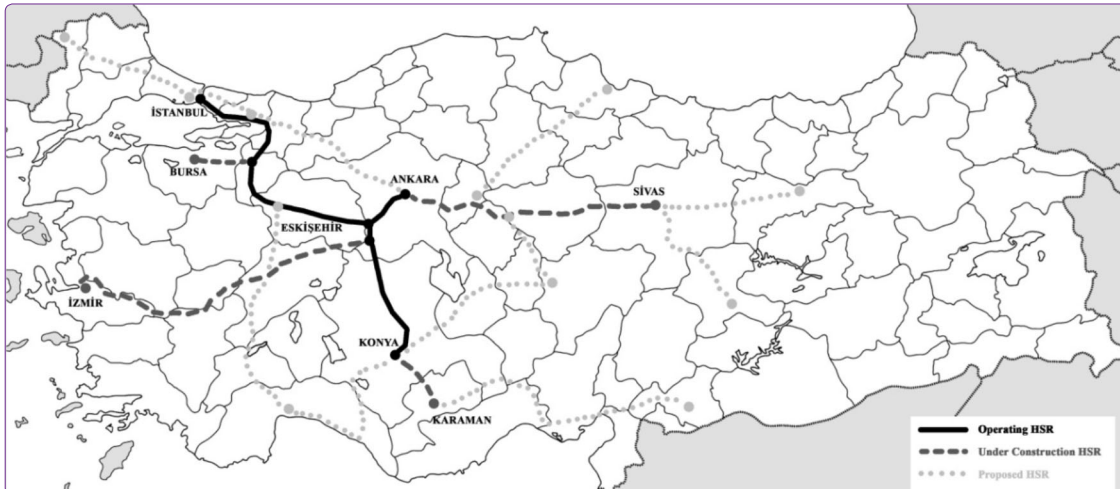 İSTANBUL
BURSA
ANKARA
SİVAS
ESKİŞEHİR
İZMİR
KONYA
KARAMAN
Operating HSR
Under Construction HSR
Proposed HSR